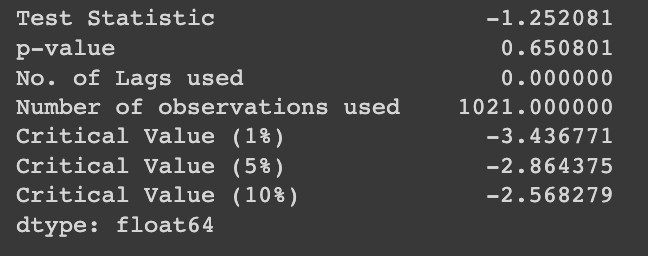 Test Statistic -1.252081
p-value 0.650801
No. of Lags used 0.000000
Number of observations used 1021.000000
Critical Value (1%) -3.436771
Critical Value (5%) -2.864375
Critical Value (10%) -2.568279
dtype: float64